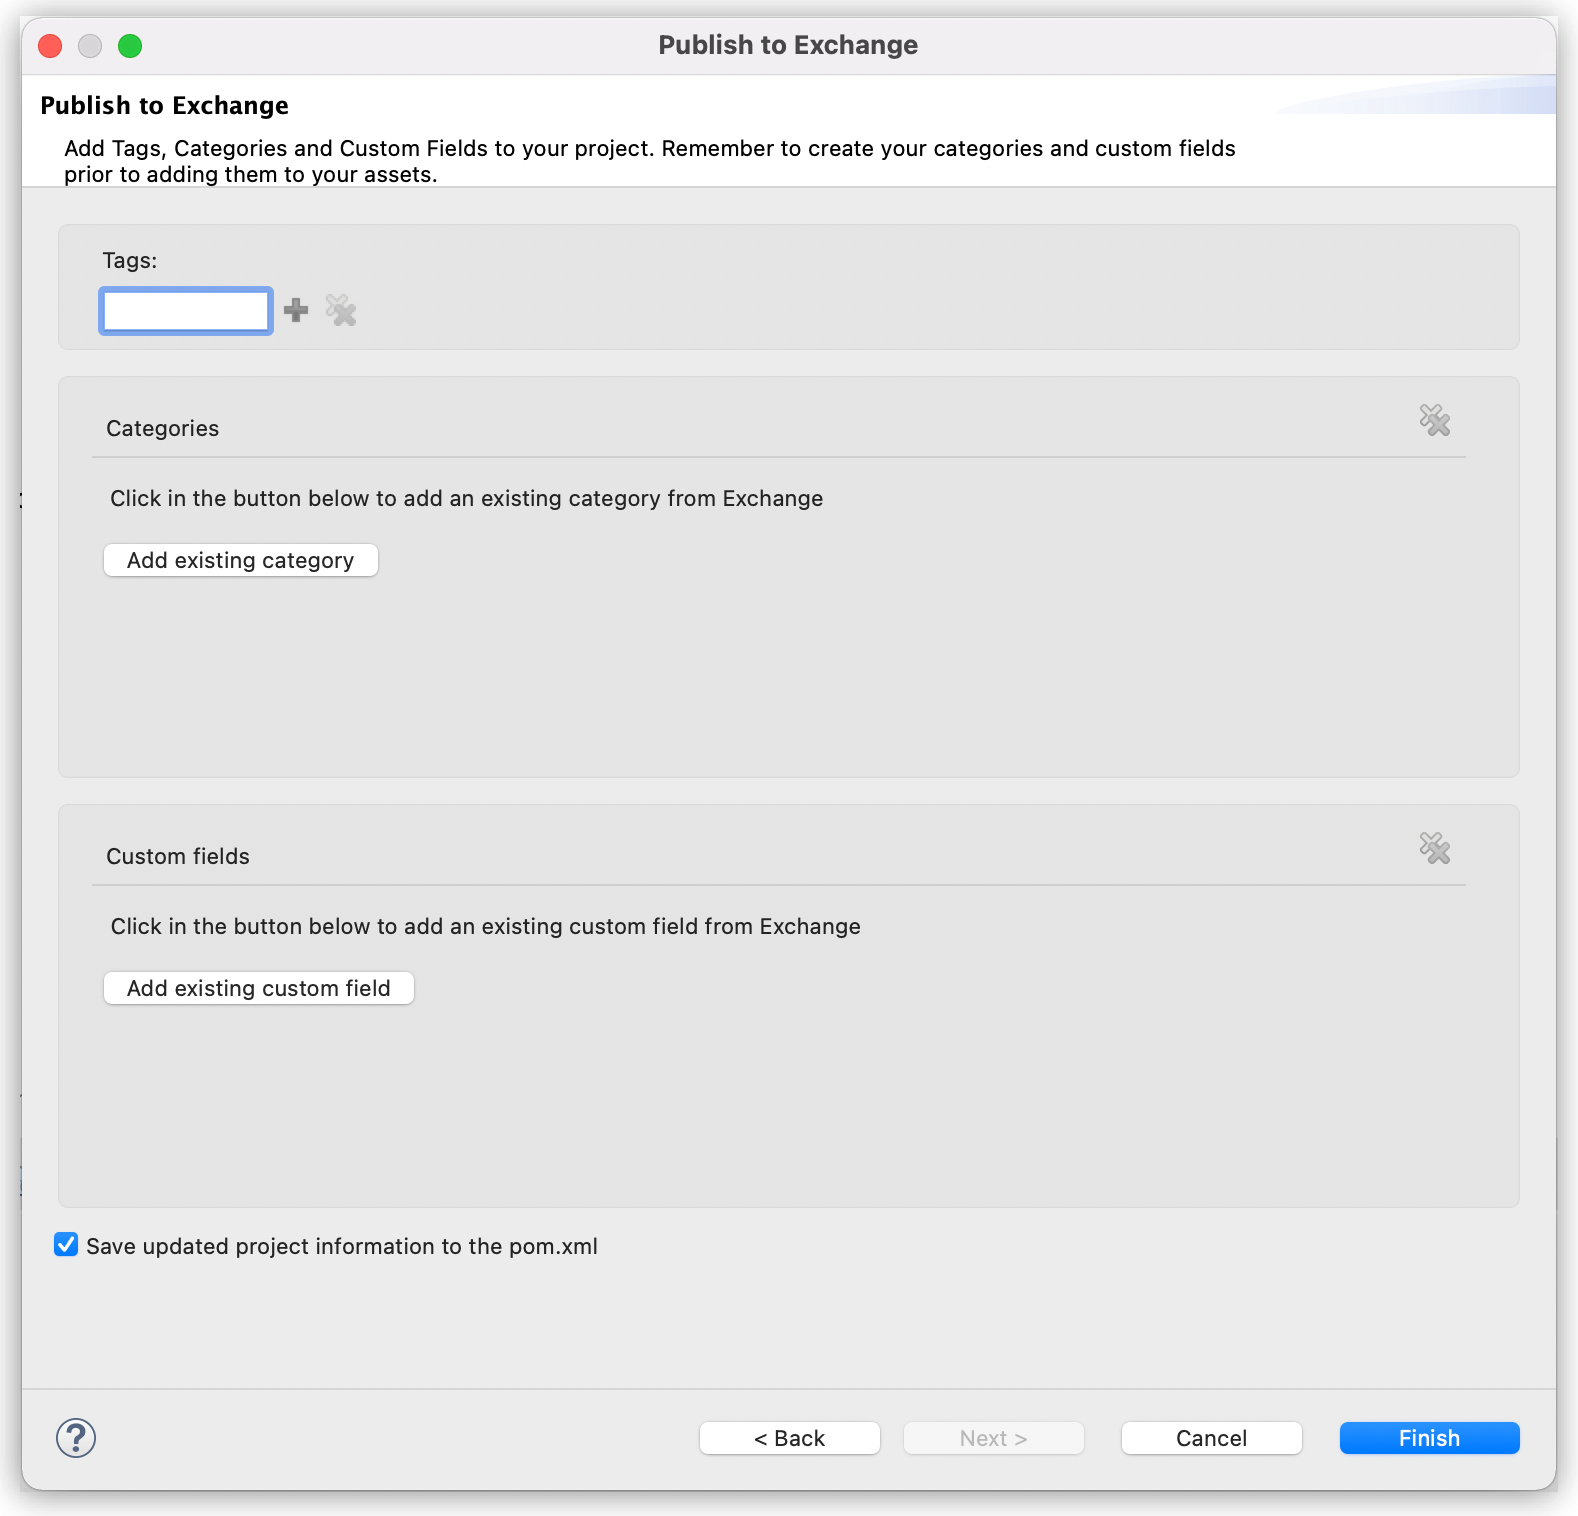 Publish to Exchange
Publish to Exchange
Add Tags, Categories and Custom Fields to your project. Remember to create your categories and custom fields
prior to adding them to your assets.
Tags:
Categories
Click in the button below to add an existing category from Exchange
Add existing category
Custom fields
Click in the button below to add an existing custom field from Exchange
Add existing custom field
Save updated project information to the pom.xml
?
< Back
Next >
Cancel
Finish